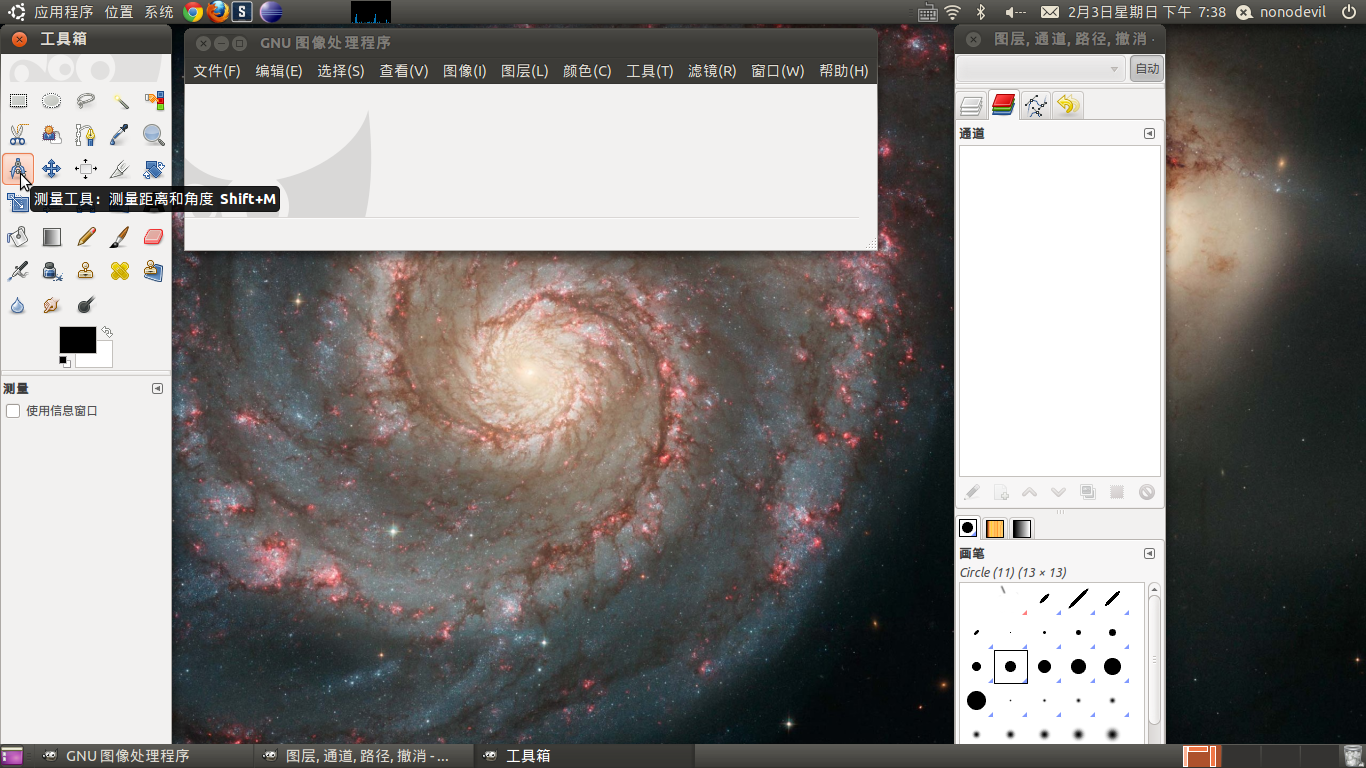 应用程序 位置 系统
2月3日星期日 下午 7:38
nonodevil
工具箱
GNU 图像处理程序
文件(F) 编辑(E) 选择(S) 查看(V) 图像(I) 图层(L) 颜色(C) 工具(T) 滤镜(R) 窗口(W) 帮助(H)
测量工具：测量距离和角度 Shift+M
测量
使用信息窗口
图层, 通道, 路径, 撤消 -
自动
通道
画笔
Circle (11) (13 × 13)
GNU 图像处理程序
图层, 通道, 路径, 撤消 - ...
工具箱